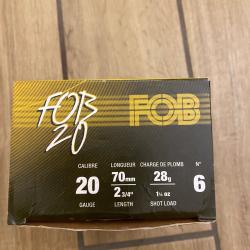 FOB
20
FOB
CALIBRE LONGUEUR CHARGE DE PLOMB N°
20 70mm 28g 6
GAUGE 2 3/4" LENGTH 1 oz SHOT LOAD